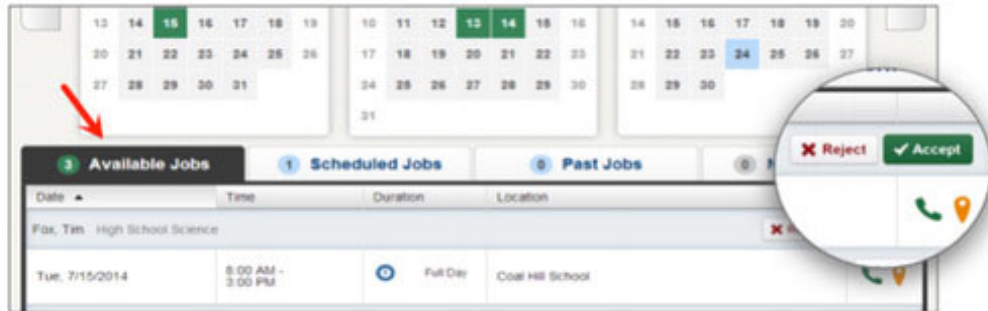 13 14 15 16 17 18 19 10 11 12 13 14 15 16 14 15 16 17 18 19 20
20 21 22 23 24 25 26 17 18 19 20 21 22 23 21 22 23 24 25 26 27
27 28 29 30 31 24 25 26 27 28 29 30 28 29 30
31
Reject Accept
3 Available Jobs 1 Scheduled Jobs 0 Past Jobs 0
Date Time Duration Location
Fox, Tim High School Science
Tue, 7/15/2014 8:00 AM - 3:00 PM Full Day Coal Hill School